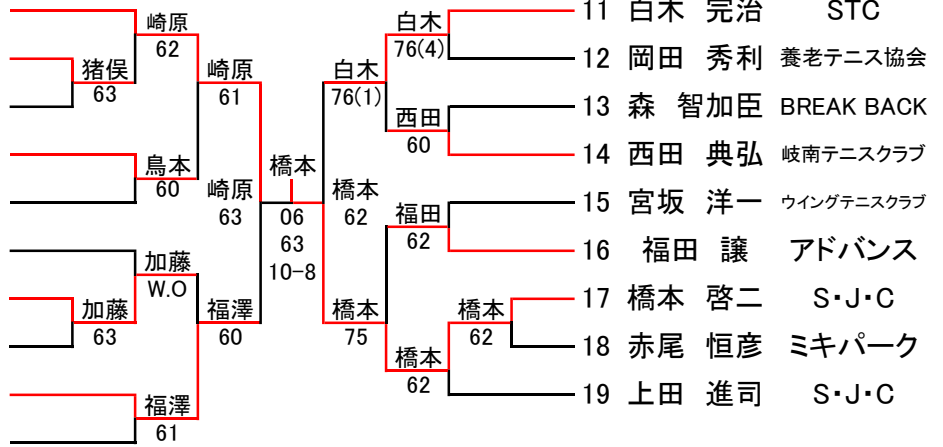 崎原
62
猪俣
63
崎原
61
鳥本
60
崎原
63
加藤
W.O
加藤
63
福澤
60
福澤
61
橋本
06
63
10-8
白木
76(4)
白木
76(1)
西田
60
橋本
62
福田
62
橋本
75
橋本
62
橋本
62
11 白木 完治 STC
12 岡田 秀利 養老テニス協会
13 森 智加臣 BREAK BACK
14 西田 典弘 岐南テニスクラブ
15 宮坂 洋一 ウイングテニスクラブ
16 福田 譲 アドバンス
17 橋本 啓二 S・J・C
18 赤尾 恒彦 ミキパーク
19 上田 進司 S・J・C